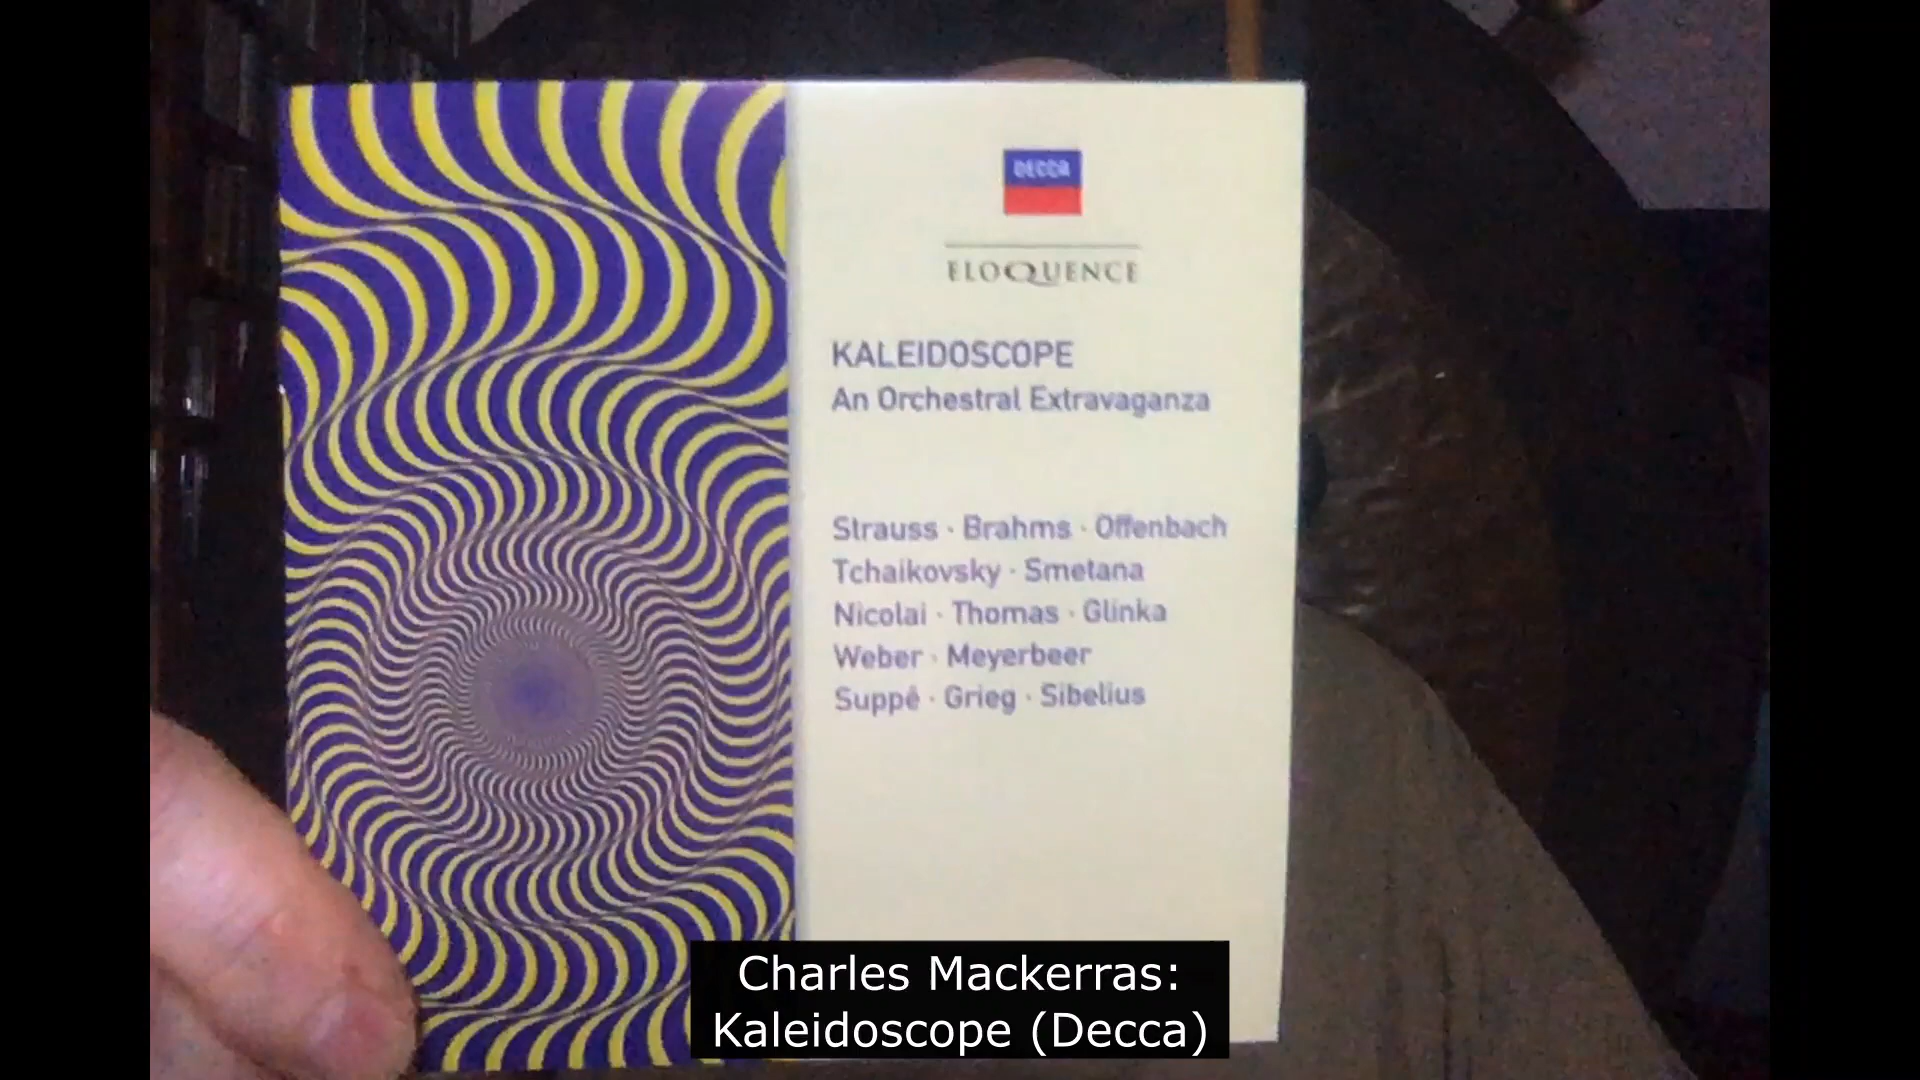 DECCA
ELOQUENCE
KALEIDOSCOPE
An Orchestral Extravaganza
Strauss · Brahms · Offenbach
Tchaikovsky · Smetana
Nicolai · Thomas · Glinka
Weber · Meyerbeer
Suppé · Grieg · Sibelius
Charles Mackerras:
Kaleidoscope (Decca)